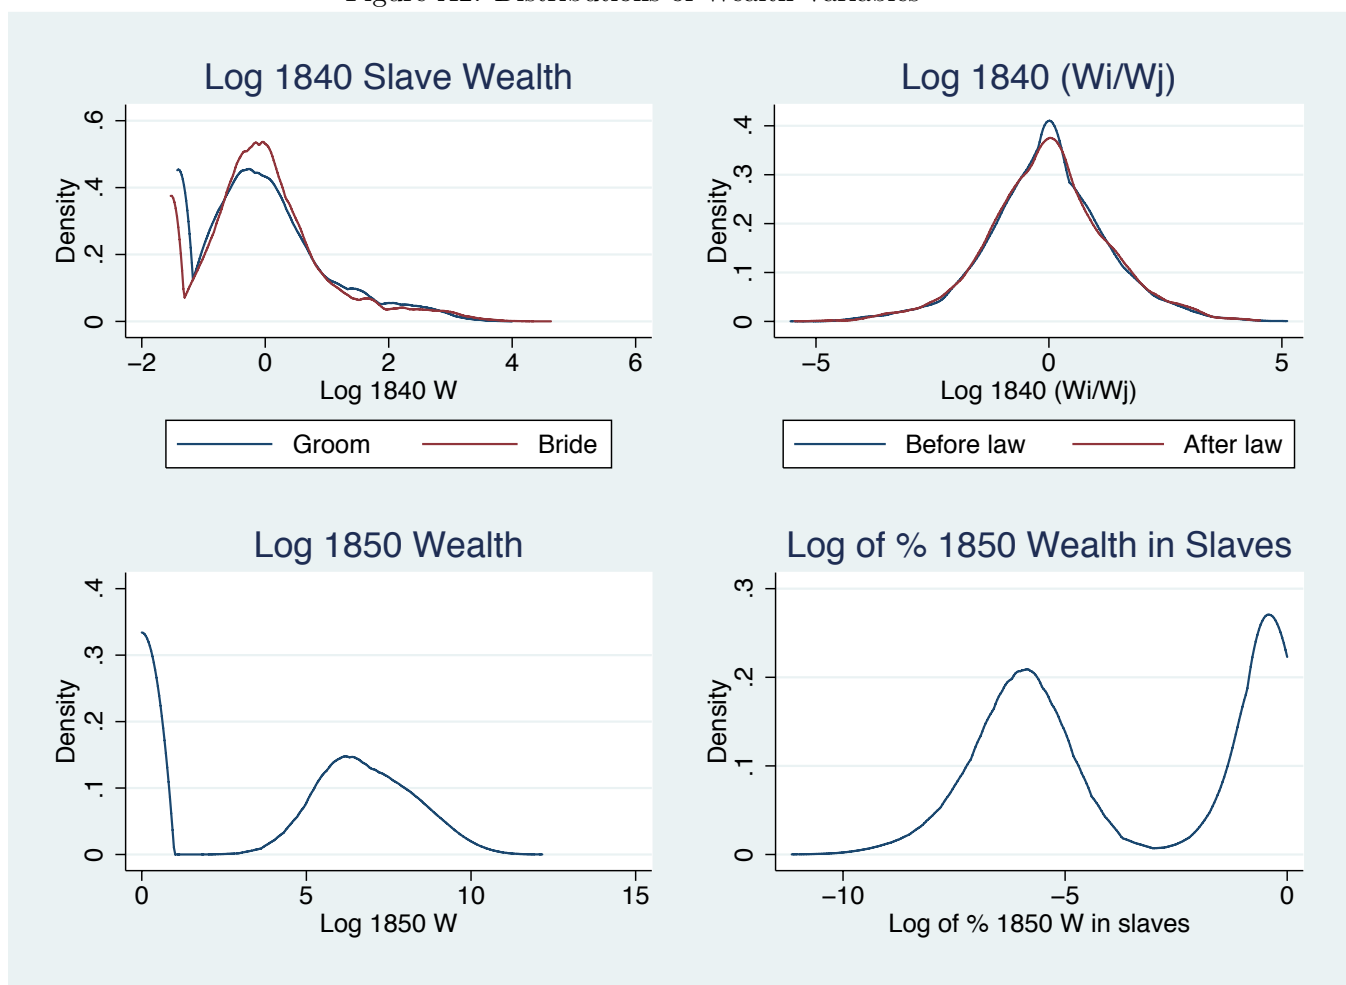 Log 1840 Slave Wealth
Density
0 .2 .4 .6
−2 0 2 4 6
Log 1840 W
Groom Bride
Log 1840 (Wi/Wj)
Density
0 .1 .2 .3 .4
−5 0 5
Log 1840 (Wi/Wj)
Before law After law
Log 1850 Wealth
Density
0 .1 .2 .3 .4
0 5 10 15
Log 1850 W
Log of % 1850 Wealth in Slaves
Density
0 .1 .2 .3
−10 −5 0
Log of % 1850 W in slaves